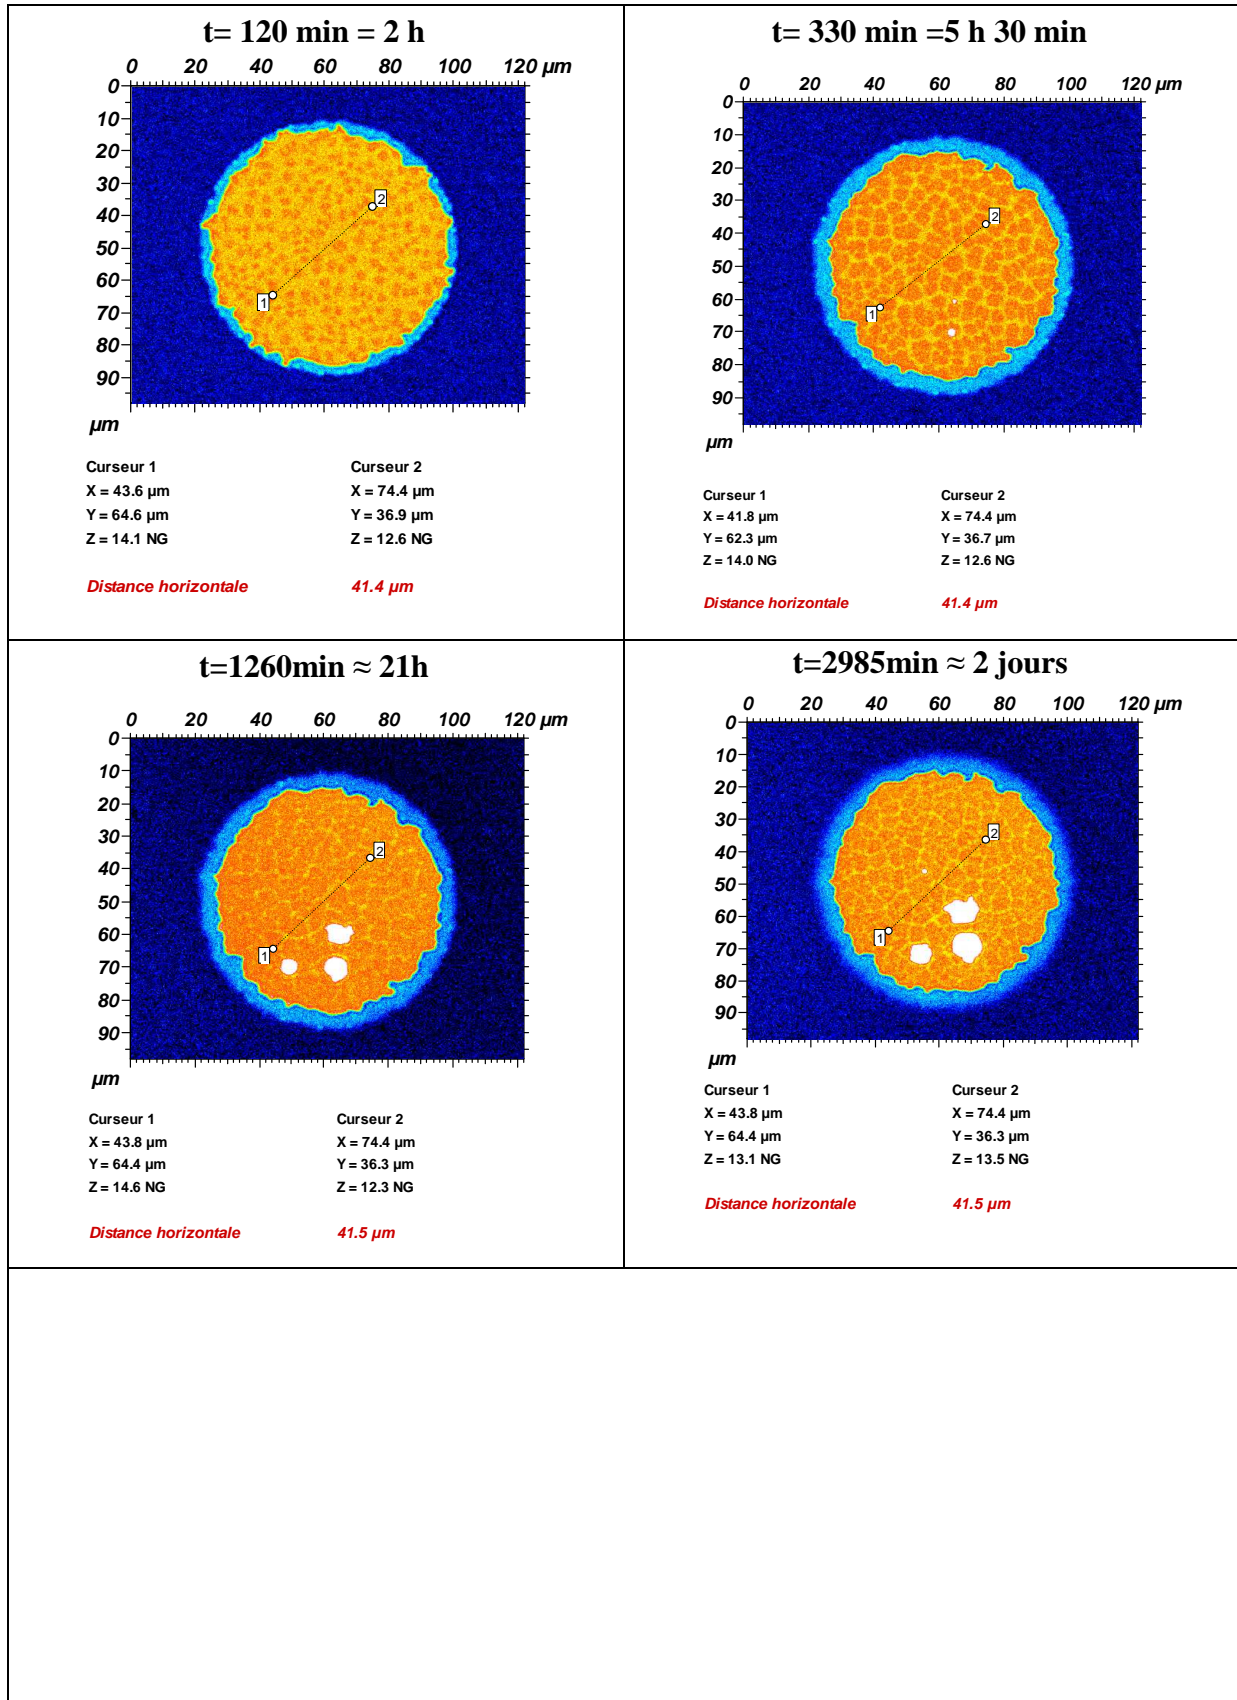 t= 120 min = 2 h
0 20 40 60 80 100 120 µm
0
10
20
30
40
50
60
70
80
90
µm
2
1
Curseur 1 Curseur 2
X = 43.6 µm X = 74.4 µm
Y = 64.6 µm Y = 36.9 µm
Z = 14.1 NG Z = 12.6 NG
Distance horizontale 41.4 µm
t= 330 min =5 h 30 min
0 20 40 60 80 100 120 µm
0
10
20
30
40
50
60
70
80
90
µm
2
1
Curseur 1 Curseur 2
X = 41.8 µm X = 74.4 µm
Y = 62.3 µm Y = 36.7 µm
Z = 14.0 NG Z = 12.6 NG
Distance horizontale 41.4 µm
t=1260min ≈ 21h
0 20 40 60 80 100 120 µm
0
10
20
30
40
50
60
70
80
90
µm
2
1
Curseur 1 Curseur 2
X = 43.8 µm X = 74.4 µm
Y = 64.4 µm Y = 36.3 µm
Z = 14.6 NG Z = 12.3 NG
Distance horizontale 41.5 µm
t=2985min ≈ 2 jours
0 20 40 60 80 100 120 µm
0
10
20
30
40
50
60
70
80
90
µm
2
1
Curseur 1 Curseur 2
X = 43.8 µm X = 74.4 µm
Y = 64.4 µm Y = 36.3 µm
Z = 13.1 NG Z = 13.5 NG
Distance horizontale 41.5 µm